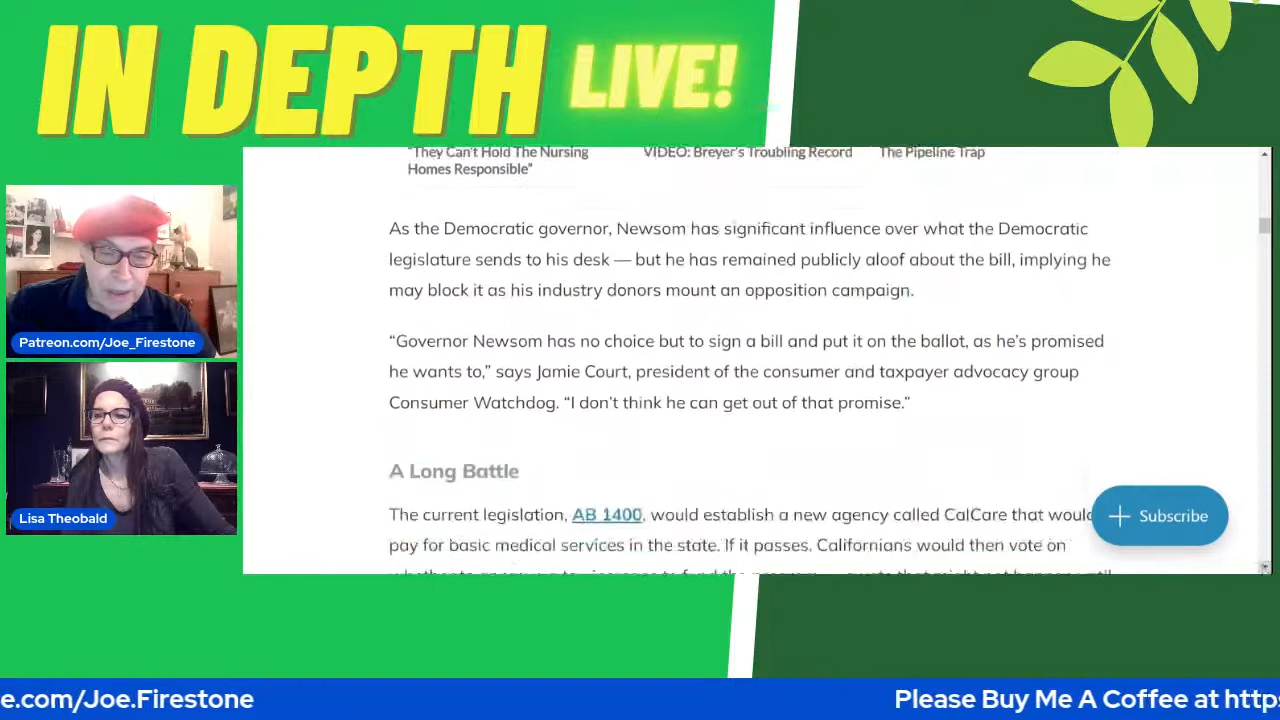 IN DEPTH LIVE!
"They Can't Hold The Nursing
Homes Responsible"
VIDEO: Breyer's Troubling Record
The Pipeline Trap
As the Democratic governor, Newsom has significant influence over what the Democratic
legislature sends to his desk — but he has remained publicly aloof about the bill, implying he
may block it as his industry donors mount an opposition campaign.
“Governor Newsom has no choice but to sign a bill and put it on the ballot, as he’s promised
he wants to,” says Jamie Court, president of the consumer and taxpayer advocacy group
Consumer Watchdog. “I don’t think he can get out of that promise.”
A Long Battle
The current legislation, AB 1400, would establish a new agency called CalCare that would
pay for basic medical services in the state. If it passes, Californians would then vote on
Subscribe
Patreon.com/Joe_Firestone
Lisa Theobald
e.com/Joe.Firestone
Please Buy Me A Coffee at https